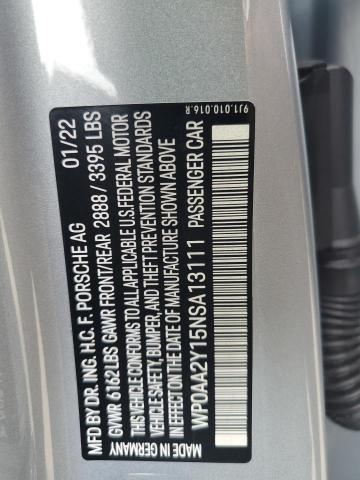 9J1.010.016.R
MFD BY DR. ING. H.C. F. PORSCHE AG 01/22
GVWR 6162LBS GAWR FRONT/REAR 2888 / 3395 LBS
THIS VEHICLE CONFORMS TO ALL APPLICABLE U.S.FEDERAL MOTOR
VEHICLE SAFETY, BUMPER, AND THEFT PREVENTION STANDARDS
IN EFFECT ON THE DATE OF MANUFACTURE SHOWN ABOVE
WP0AA2Y15NSA13111 PASSENGER CAR
MADE IN GERMANY